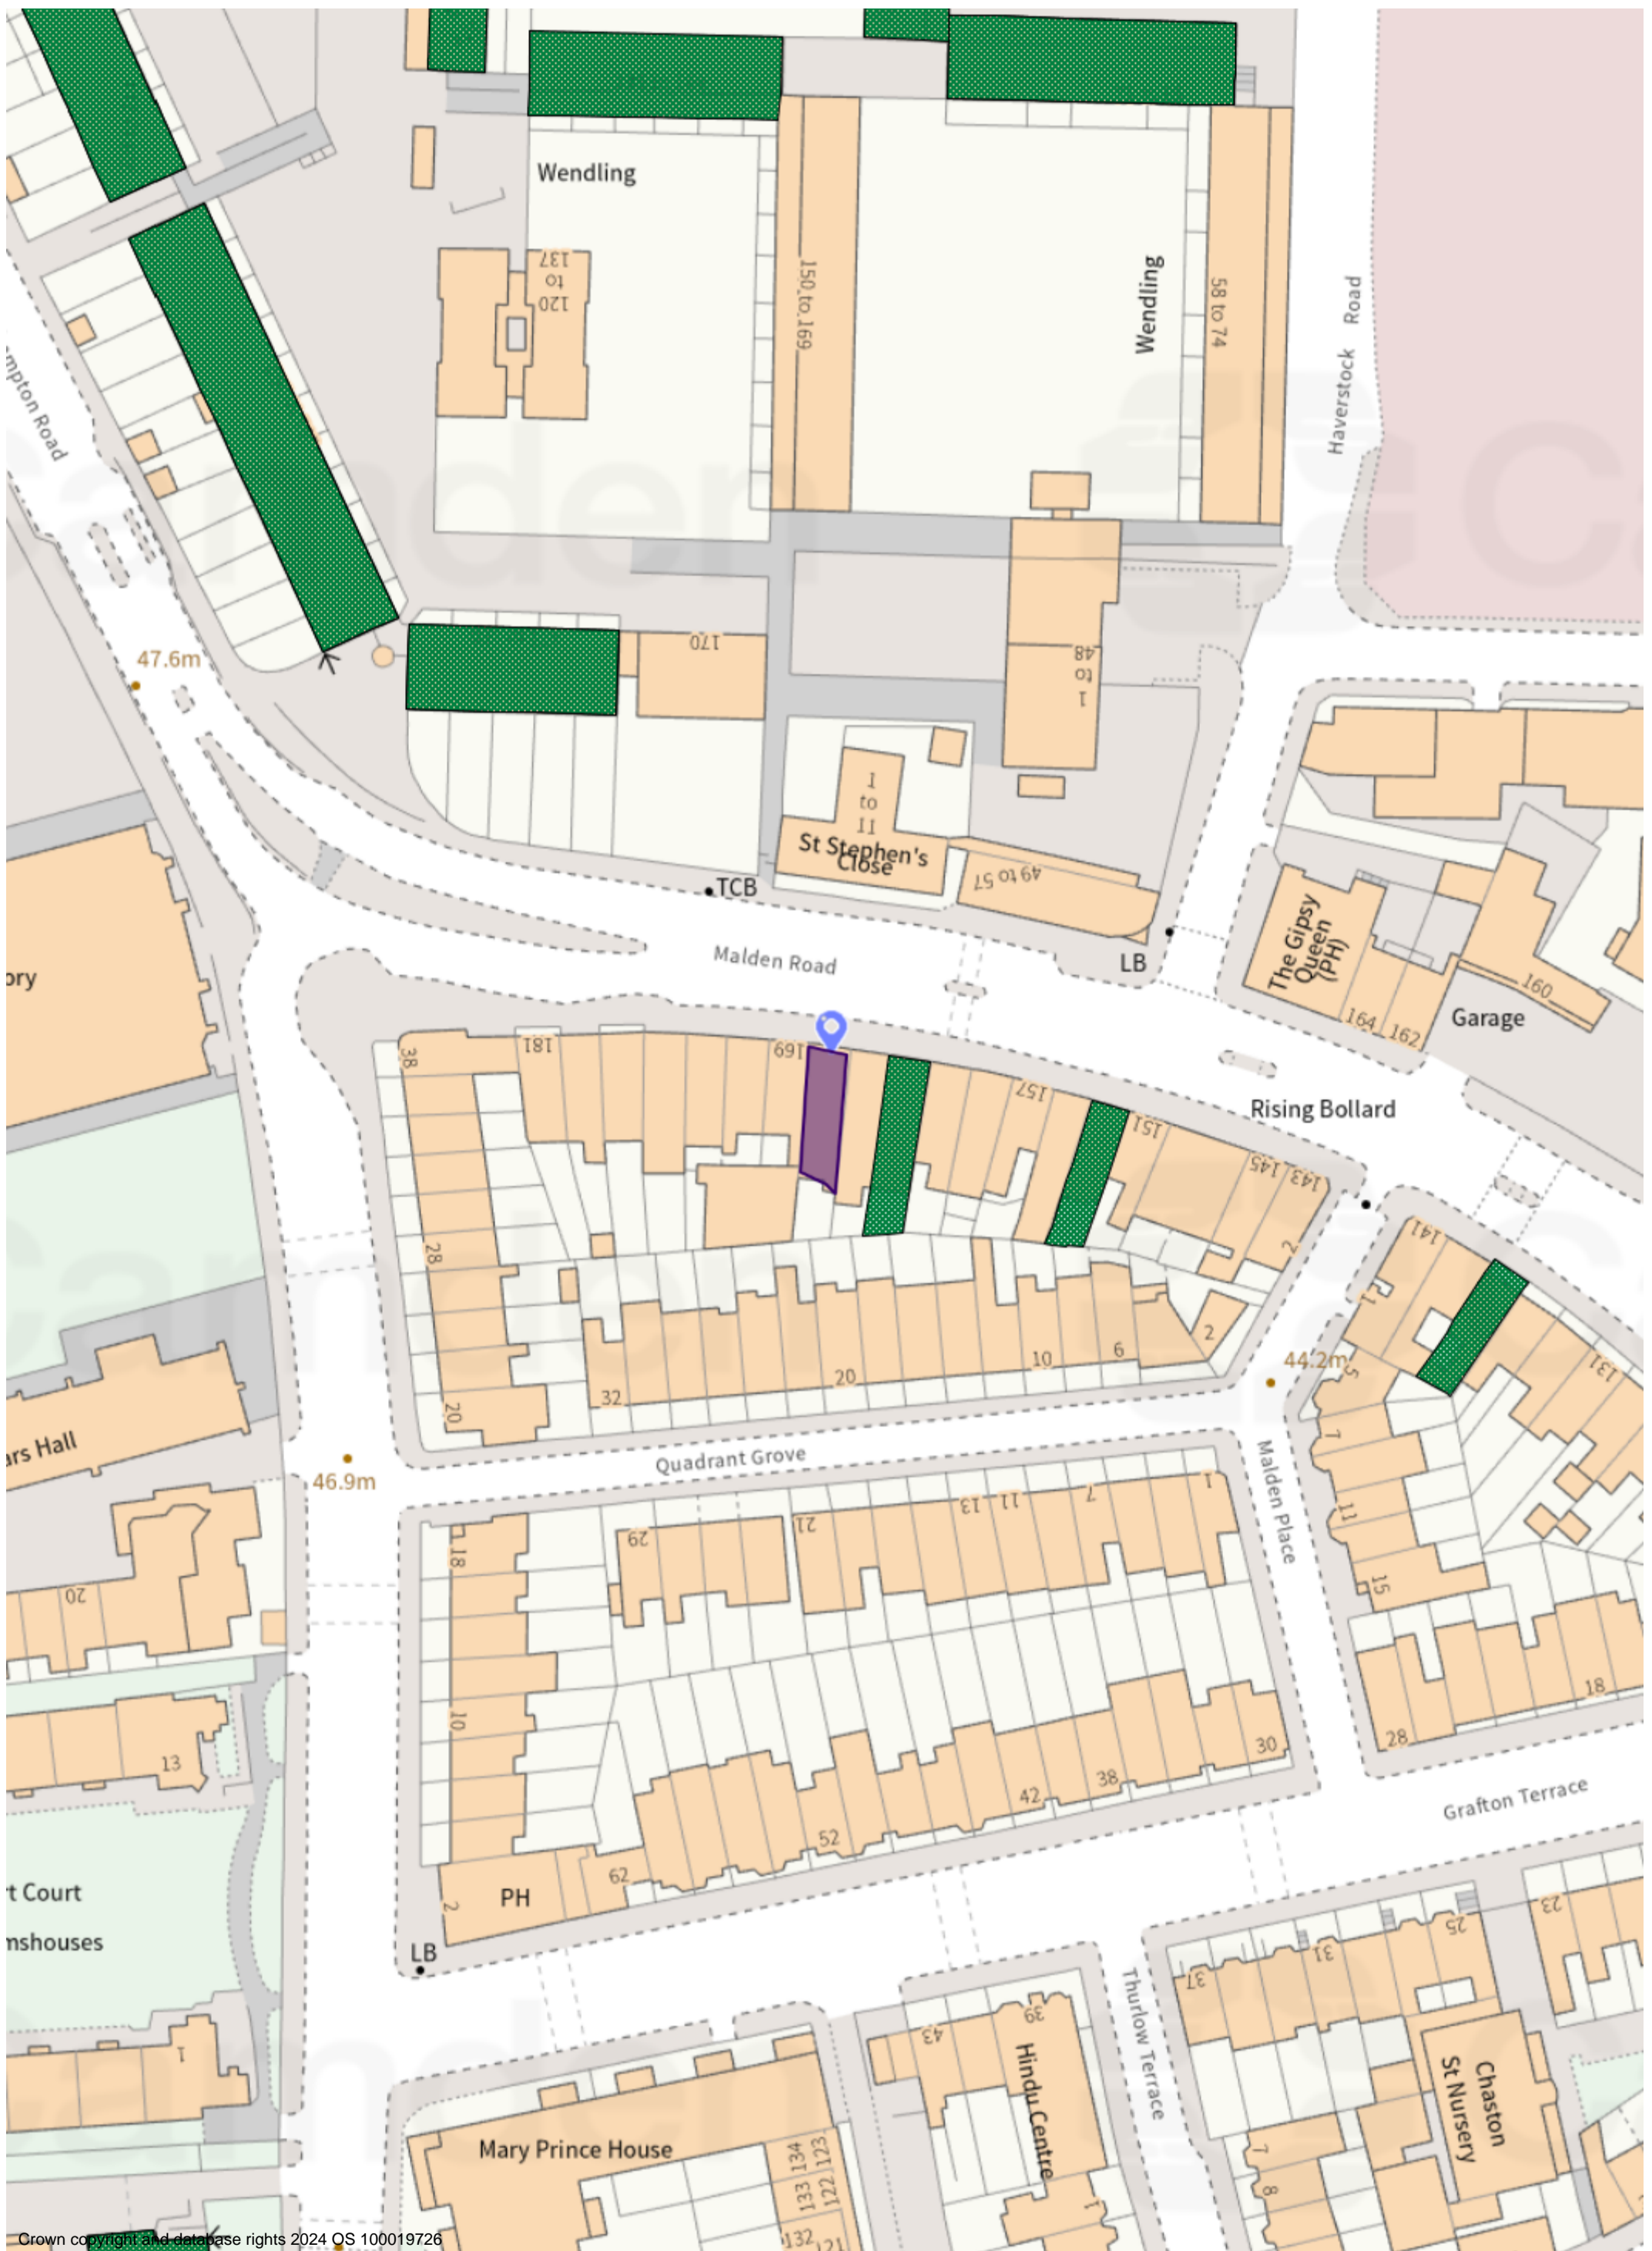 Wendling
137
to
120
150 to 169
Wendling
58 to 74
Haverstock Road
mpton Road
47.6m
170
48
to
1
1
to
11
St Stephen's
Close
49 to 57
TCB
Malden Road
LB
The Gipsy
Queen
(PH)
164
162
160
Garage
ory
38
181
169
157
151
145
143
Rising Bollard
141
1
2
28
2
44.2m
5
131
32
20
10
6
20
7
ars Hall
46.9m
Quadrant Grove
Malden Place
29
21
13
11
7
1
18
11
15
20
10
18
28
13
30
38
42
52
62
Grafton Terrace
rt Court
mshouses
PH
2
LB
23
25
31
37
39
43
Thurlow Terrace
Hindu Centre
Chaston
St Nursery
1
Mary Prince House
133 134
122 123
132
121
1
7
8
Crown copyright and database rights 2024 OS 100019726
Camden